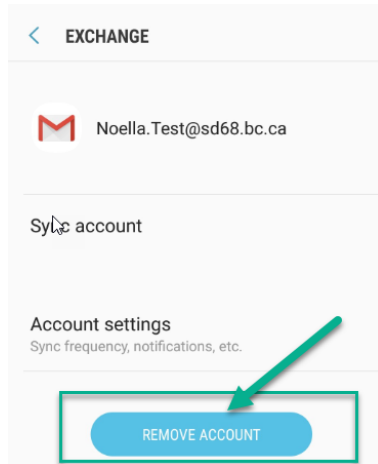 EXCHANGE
Noella.Test@sd68.bc.ca
Sync account
Account settings
Sync frequency, notifications, etc.
REMOVE ACCOUNT